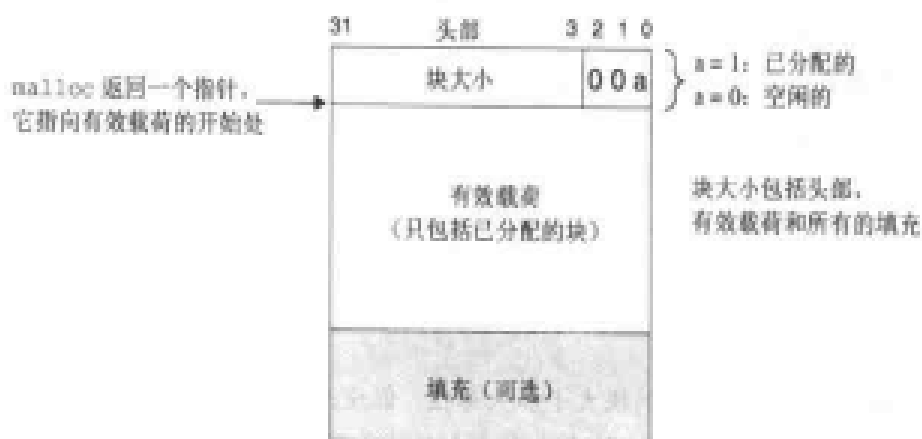 31 头部 3 2 1 0
块大小 0 0 a
a = 1: 已分配的
a = 0: 空闲的
malloc 返回一个指针,
它指向有效载荷的开始处
有效载荷
(只包括已分配的块)
块大小包括头部,
有效载荷和所有的填充
填充(可选)